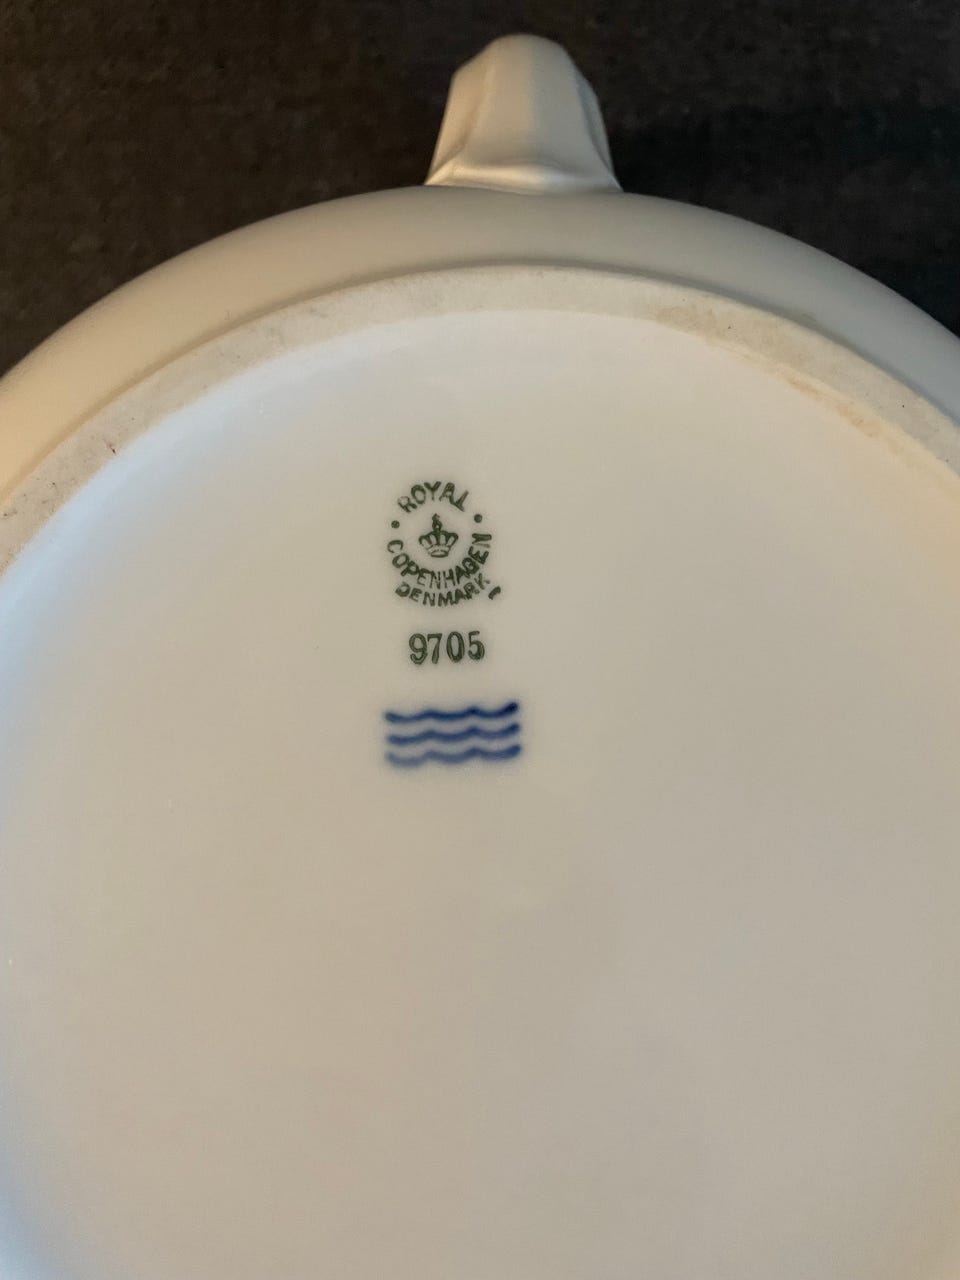 ROYAL
COPENHAGEN
DENMARK
9705